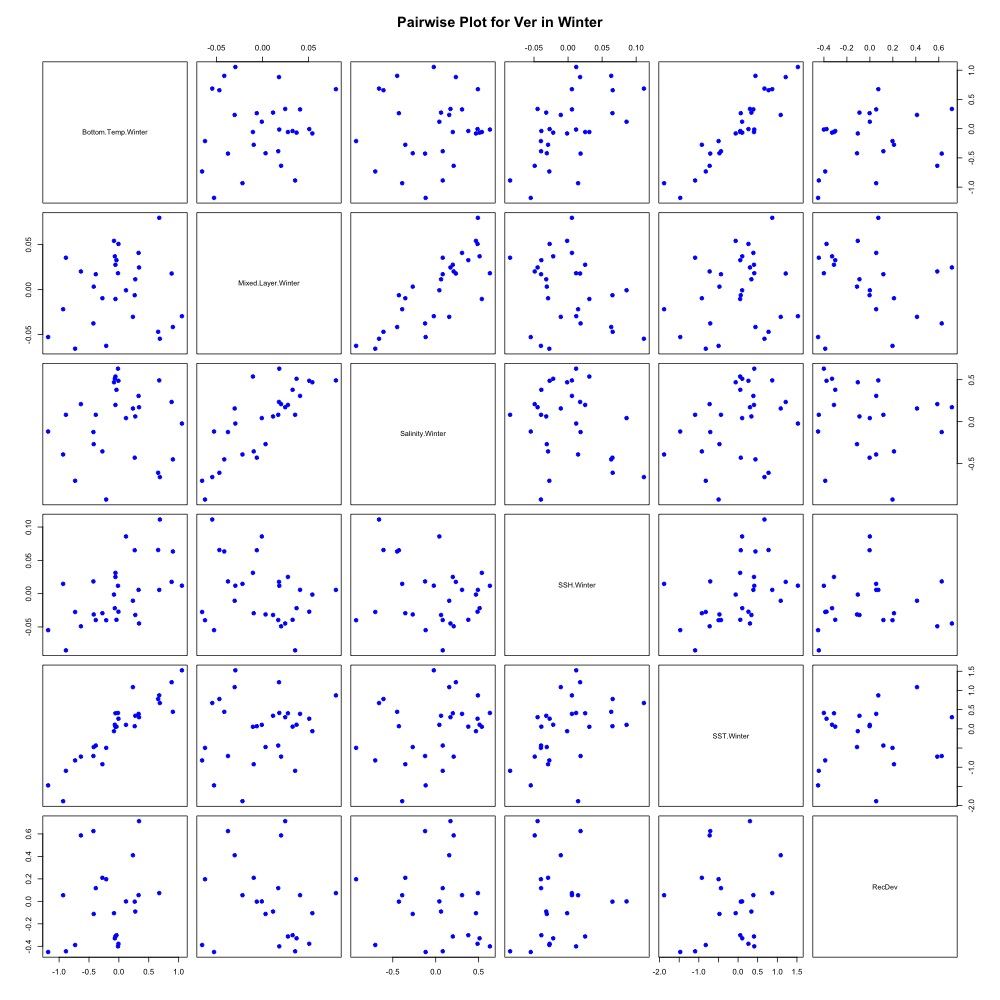 Pairwise Plot for Ver in Winter
-0.05 0.00 0.05 -0.05 0.00 0.05 0.10 -0.4 -0.2 0.0 0.2 0.4 0.6
Bottom.Temp.Winter
-1.0 -0.5 0.0 0.5 1.0
-0.05 0.00 0.05
Mixed.Layer.Winter
Salinity.Winter
-0.5 0.0 0.5
-0.05 0.00 0.05 0.10
SSH.Winter
SST.Winter
-2.0 -1.0 0.0 0.5 1.0 1.5
-0.4 -0.2 0.0 0.2 0.4 0.6
RecDev
-1.0 -0.5 0.0 0.5 1.0 -0.5 0.0 0.5 -2.0 -1.0 0.0 0.5 1.0 1.5